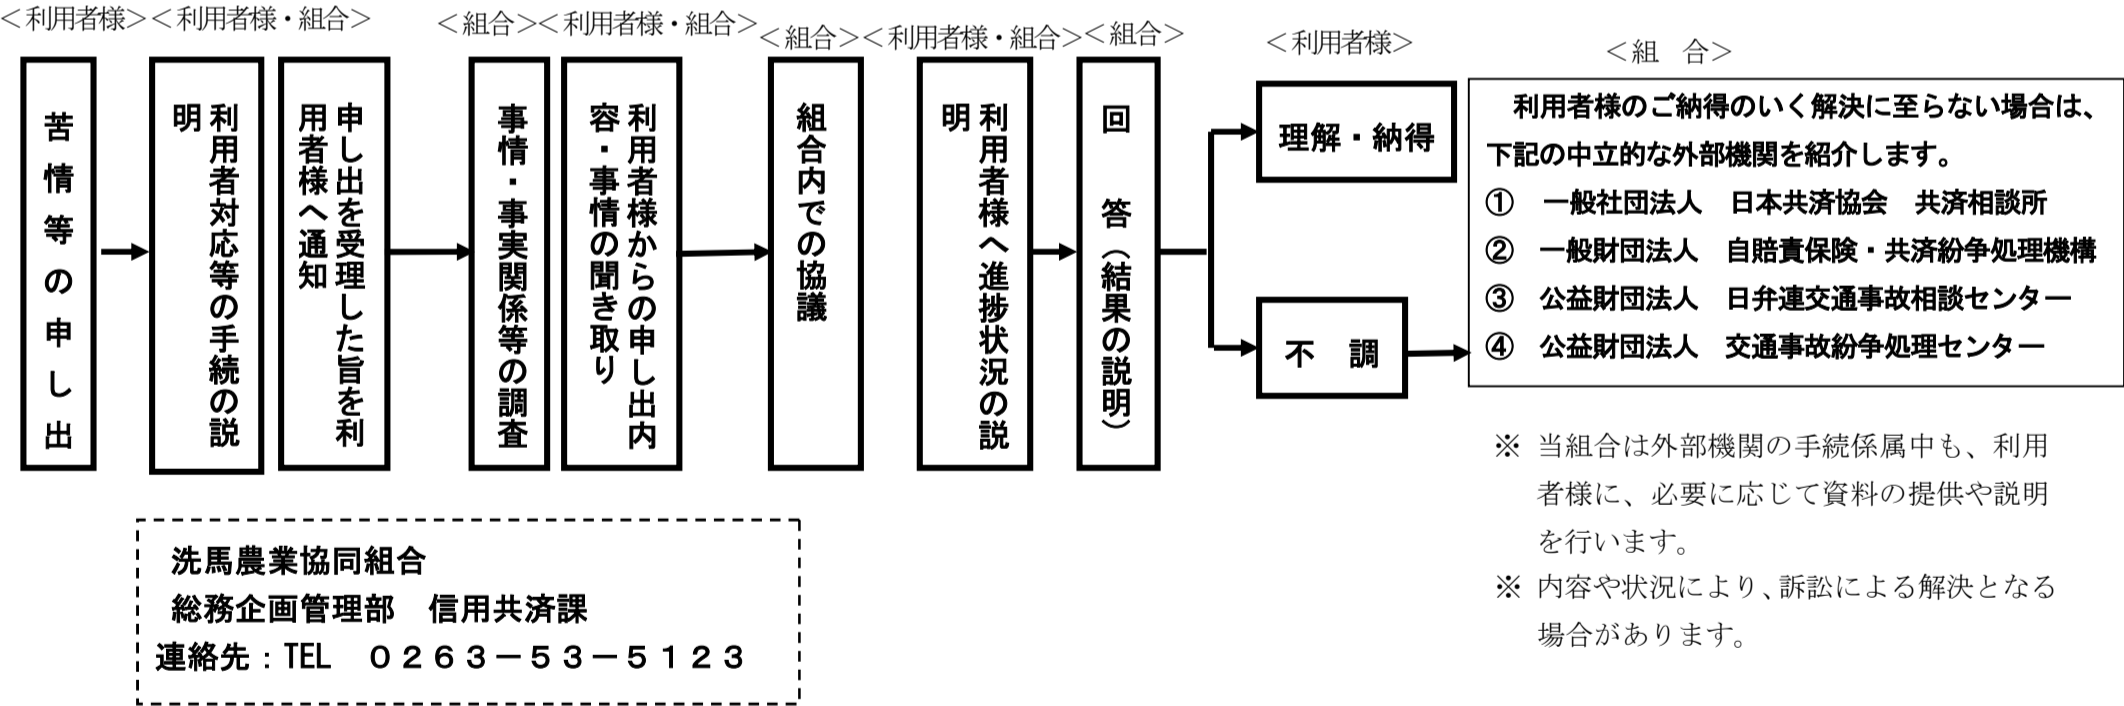 ＜利用者様＞＜利用者様・組合＞
＜組合＞＜利用者様・組合＞
＜組合＞＜利用者様・組合＞＜組合＞
＜利用者様＞
＜組　合＞
苦情等の申し出
利用者対応等の手続の説
明
申し出を受理した旨を利
用者様へ通知
事情・事実関係等の調査
利用者様からの申し出内
容・事情の聞き取り
組合内での協議
利用者様へ進捗状況の説
明
回　答（結果の説明）
理解・納得
不　調
利用者様のご納得のいく解決に至らない場合は、
下記の中立的な外部機関を紹介します。
①　一般社団法人　日本共済協会　共済相談所
②　一般財団法人　自賠責保険・共済紛争処理機構
③　公益財団法人　日弁連交通事故相談センター
④　公益財団法人　交通事故紛争処理センター
※ 当組合は外部機関の手続係属中も、利用
者様に、必要に応じて資料の提供や説明
を行います。
※ 内容や状況により、訴訟による解決となる
場合があります。
洗馬農業協同組合
総務企画管理部　信用共済課
連絡先：TEL　０２６３－５３－５１２３